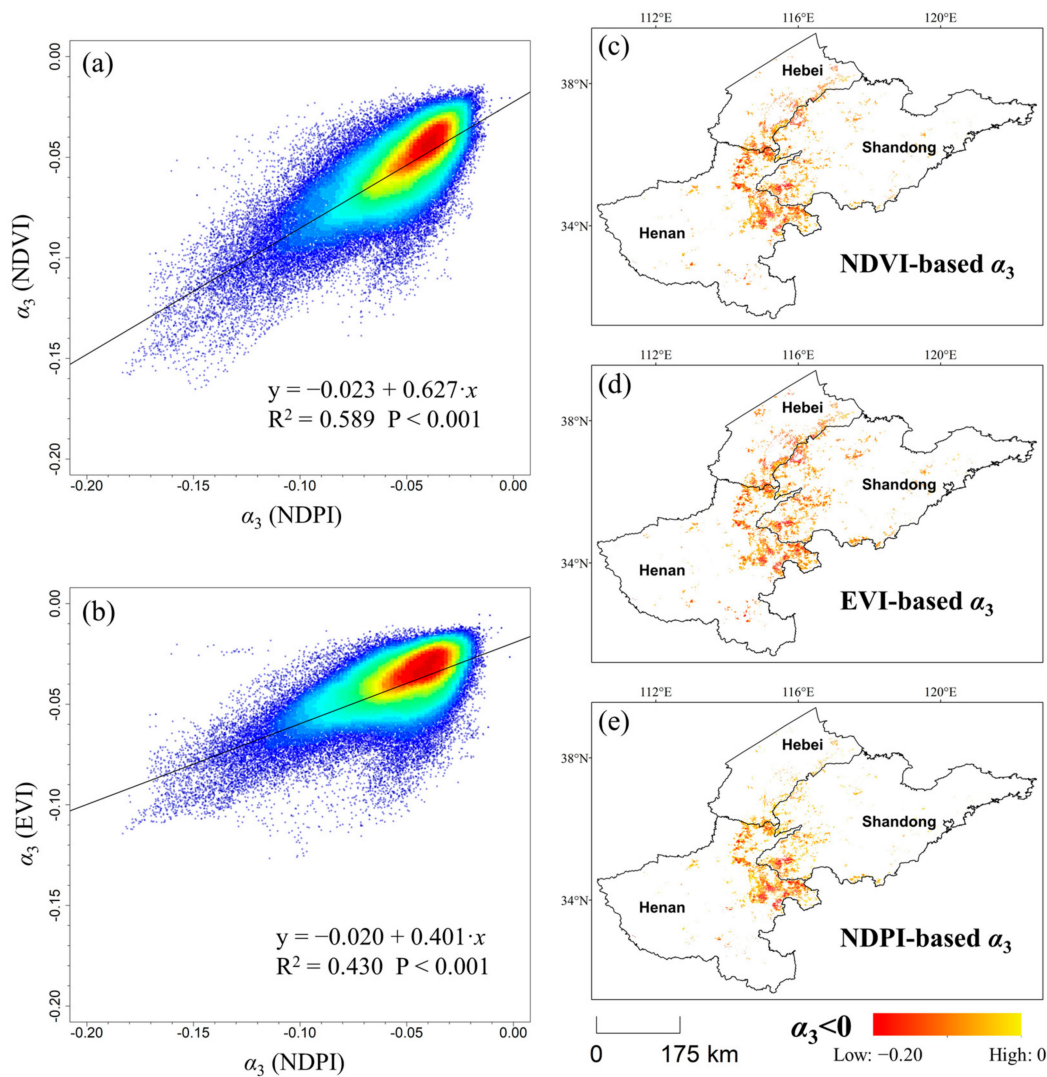 (a)
0.00
-0.05
-0.10
-0.15
-0.20
α3 (NDVI)
y = −0.023 + 0.627·x
R2 = 0.589 P < 0.001
-0.20 -0.15 -0.10 -0.05 0.00
α3 (NDPI)
(b)
0.00
-0.05
-0.10
-0.15
-0.20
α3 (EVI)
y = −0.020 + 0.401·x
R2 = 0.430 P < 0.001
-0.20 -0.15 -0.10 -0.05 0.00
α3 (NDPI)
112°E 116°E 120°E
(c)
38°N
34°N
Hebei
Shandong
Henan
NDVI-based α3
112°E 116°E 120°E
(d)
38°N
34°N
Hebei
Shandong
Henan
EVI-based α3
112°E 116°E 120°E
(e)
38°N
34°N
Hebei
Shandong
Henan
NDPI-based α3
0 175 km
α3<0
Low: −0.20 High: 0